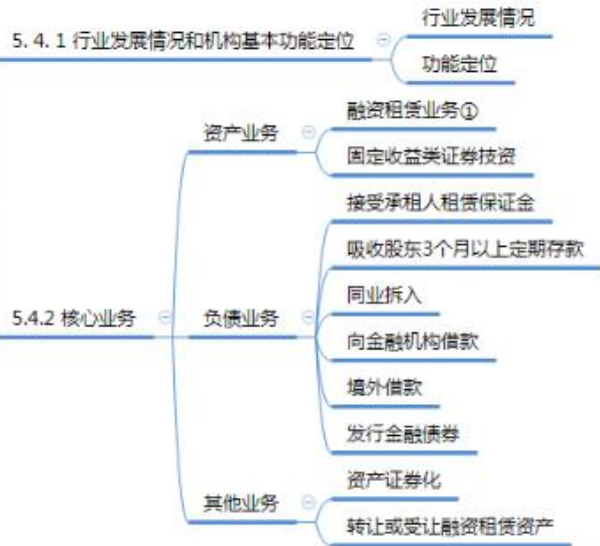 5. 4. 1 行业发展情况和机构基本功能定位
行业发展情况
功能定位
5.4.2 核心业务
资产业务
融资租赁业务①
固定收益类证券技资
负债业务
接受承租人租赁保证金
吸收股东3个月以上定期存款
同业拆入
向金融机构借款
境外借款
发行金融债券
其他业务
资产证券化
转让或受让融资租赁资产